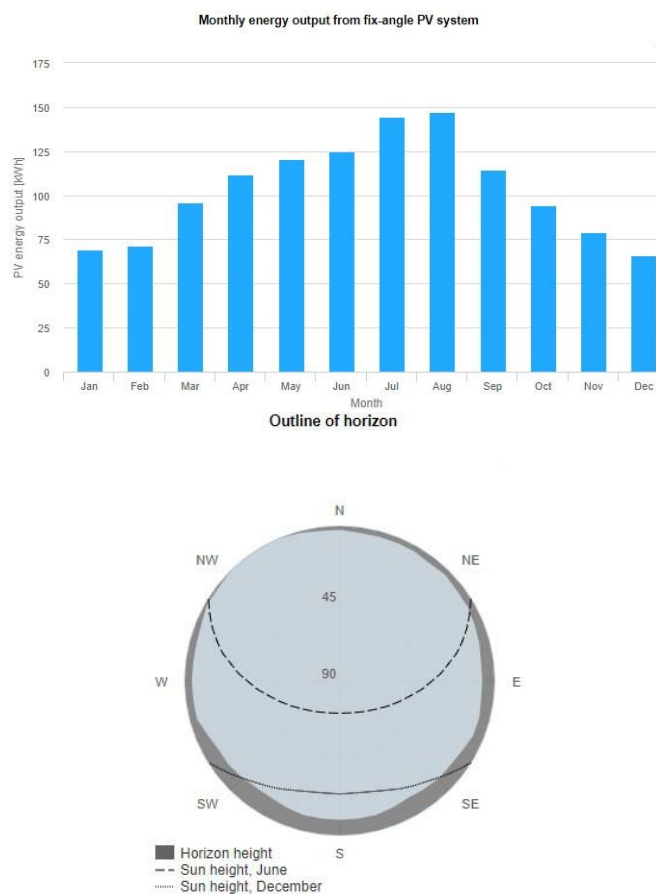 Monthly energy output from fix-angle PV system
PV energy output [kWh]
175
150
125
100
75
50
25
0
Jan Feb Mar Apr May Jun Jul Aug Sep Oct Nov Dec
Month
Outline of horizon
N
NW NE
45
W 90 E
SW SE
S
Horizon height
Sun height, June
Sun height, December